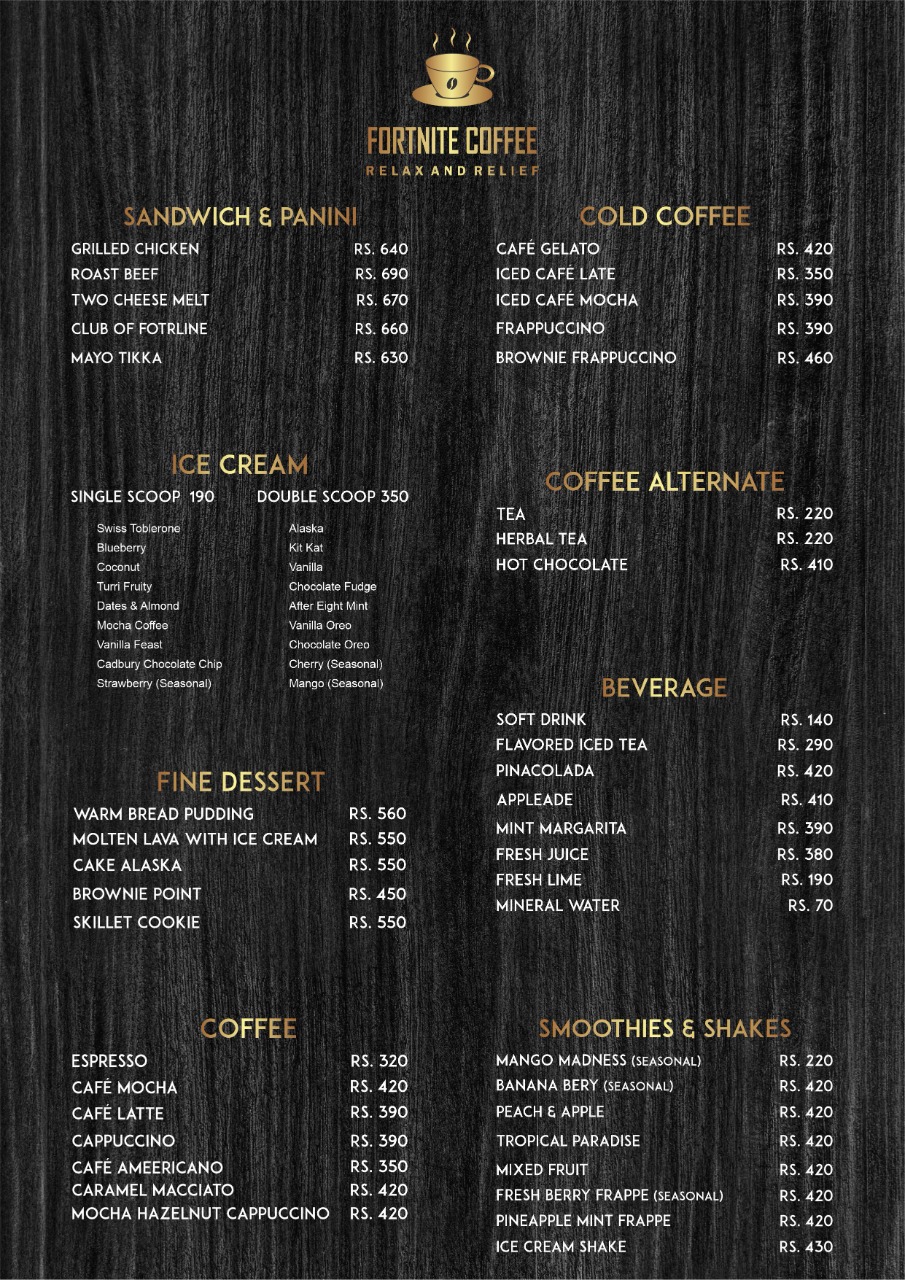 FORTNITE COFFEE
RELAX AND RELIEF
SANDWICH & PANINI
GRILLED CHICKEN RS. 640
ROAST BEEF RS. 690
TWO CHEESE MELT RS. 670
CLUB OF FOTRLINE RS. 660
MAYO TIKKA RS. 630
ICE CREAM
SINGLE SCOOP 190 DOUBLE SCOOP 350
Swiss Toblerone Alaska
Blueberry Kit Kat
Coconut Vanilla
Turri Fruity Chocolate Fudge
Dates & Almond After Eight Mint
Mocha Coffee Vanilla Oreo
Vanilla Feast Chocolate Oreo
Cadbury Chocolate Chip Cherry (Seasonal)
Strawberry (Seasonal) Mango (Seasonal)
FINE DESSERT
WARM BREAD PUDDING RS. 560
MOLTEN LAVA WITH ICE CREAM RS. 550
CAKE ALASKA RS. 550
BROWNIE POINT RS. 450
SKILLET COOKIE RS. 550
COFFEE
ESPRESSO RS. 320
CAFÉ MOCHA RS. 420
CAFÉ LATTE RS. 390
CAPPUCCINO RS. 390
CAFÉ AMEERICANO RS. 350
CARAMEL MACCIATO RS. 420
MOCHA HAZELNUT CAPPUCCINO RS. 420
COLD COFFEE
CAFÉ GELATO RS. 420
ICED CAFÉ LATE RS. 350
ICED CAFÉ MOCHA RS. 390
FRAPPUCCINO RS. 390
BROWNIE FRAPPUCCINO RS. 460
COFFEE ALTERNATE
TEA RS. 220
HERBAL TEA RS. 220
HOT CHOCOLATE RS. 410
BEVERAGE
SOFT DRINK RS. 140
FLAVORED ICED TEA RS. 290
PINACOLADA RS. 420
APPLEADE RS. 410
MINT MARGARITA RS. 390
FRESH JUICE RS. 380
FRESH LIME RS. 190
MINERAL WATER RS. 70
SMOOTHIES & SHAKES
MANGO MADNESS (SEASONAL) RS. 220
BANANA BERY (SEASONAL) RS. 420
PEACH & APPLE RS. 420
TROPICAL PARADISE RS. 420
MIXED FRUIT RS. 420
FRESH BERRY FRAPPE (SEASONAL) RS. 420
PINEAPPLE MINT FRAPPE RS. 420
ICE CREAM SHAKE RS. 430